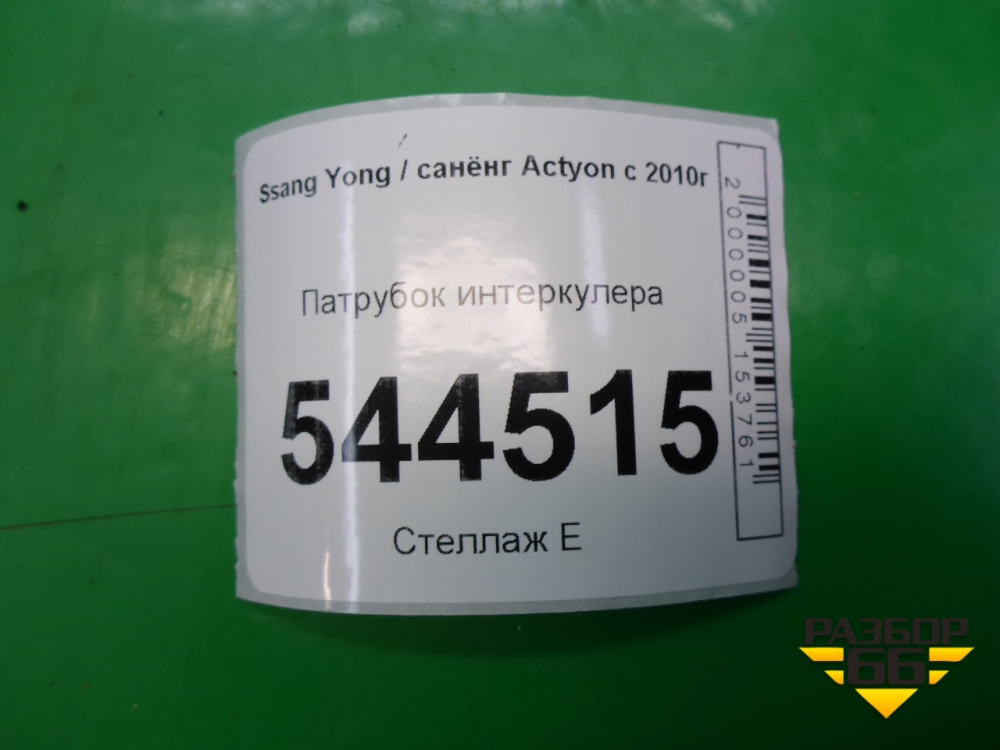 Ssang Yong / санёнг Actyon с 2010г
Патрубок интеркулера
544515
Стеллаж Е
2000005153761
РАЗБОР
66